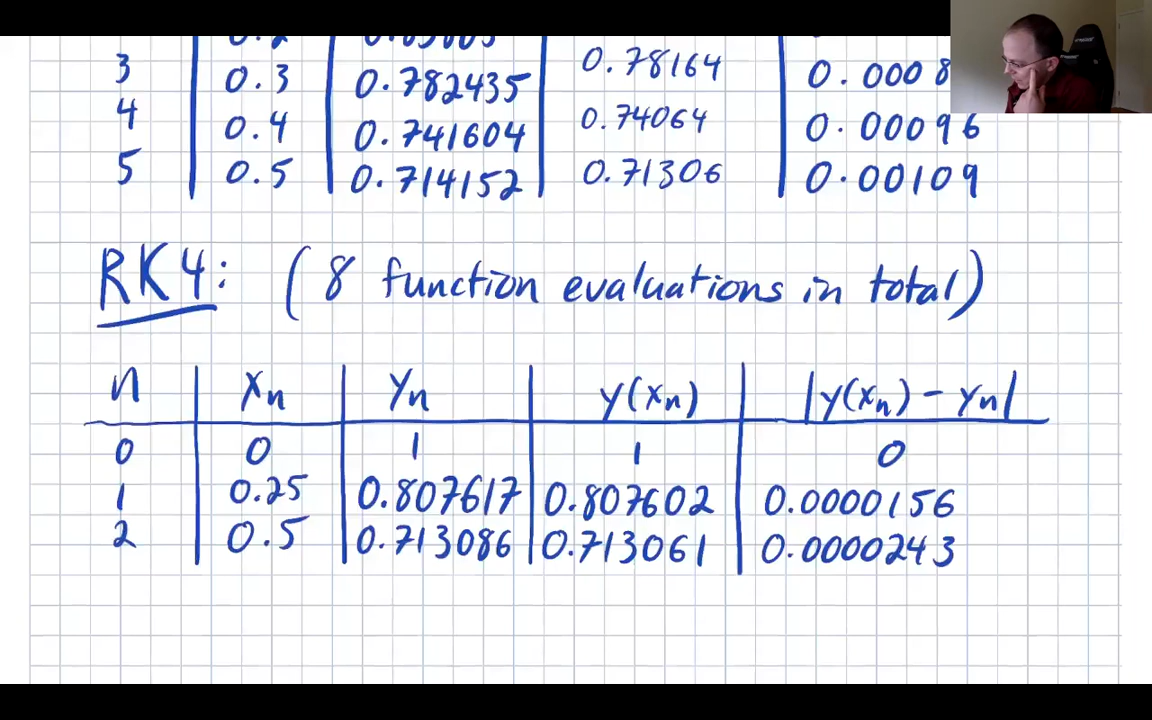 3 0.3 0.782435 0.78164 0.0008
4 0.4 0.741604 0.74064 0.00096
5 0.5 0.714152 0.71306 0.00109
RK4: (8 function evaluations in total)
n xn yn y(xn) |y(xn) - yn|
0 0 1 1 0
1 0.25 0.807617 0.807602 0.0000156
2 0.5 0.713086 0.713061 0.0000243